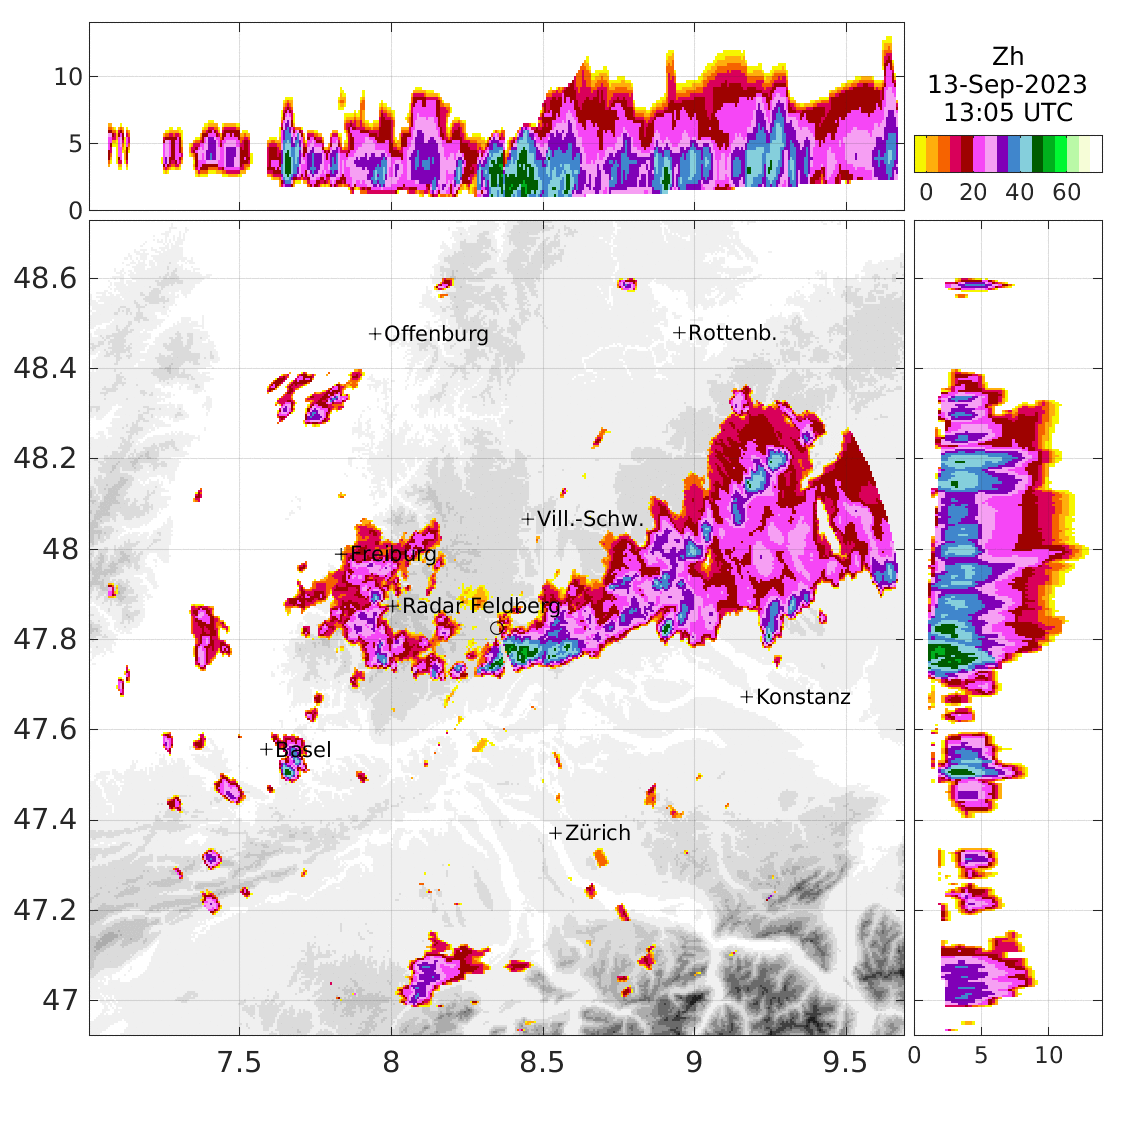 10
5
0
Zh
13-Sep-2023
13:05 UTC
0 20 40 60
48.6
48.4
48.2
48
47.8
47.6
47.4
47.2
47
+Offenburg
+Rottenb.
+Vill.-Schw.
+Freiburg
+Radar Feldberg
+Konstanz
+Basel
+Zürich
7.5 8 8.5 9 9.5
0 5 10